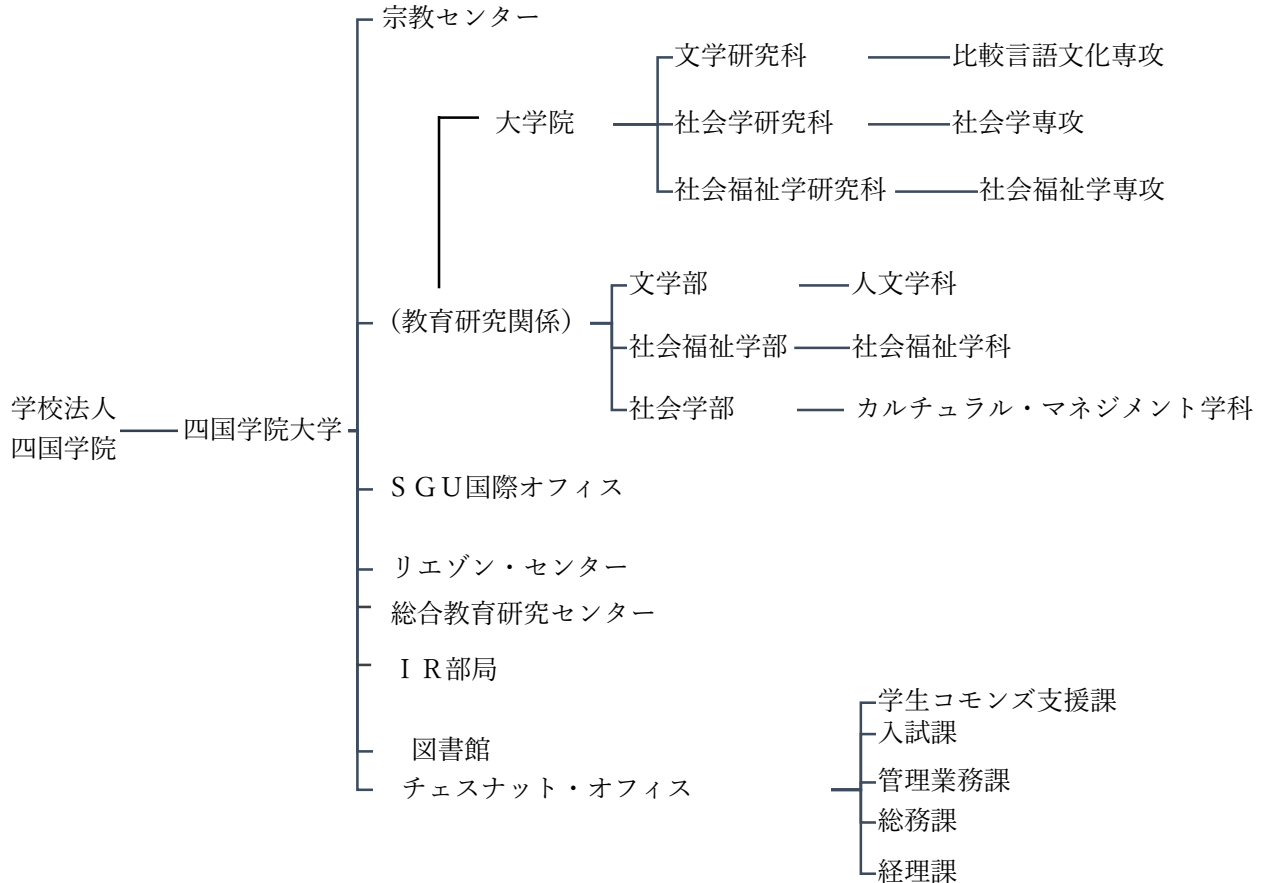 宗教センター
文学研究科
比較言語文化専攻
大学院
社会学研究科
社会学専攻
社会福祉学研究科
社会福祉学専攻
文学部
人文学科
(教育研究関係)
社会福祉学部
社会福祉学科
社会学部
カルチュラル・マネジメント学科
学校法人
四国学院
四国学院大学
ＳＧＵ国際オフィス
リエゾン・センター
総合教育研究センター
ＩＲ部局
図書館
チェスナット・オフィス
学生コモンズ支援課
入試課
管理業務課
総務課
経理課